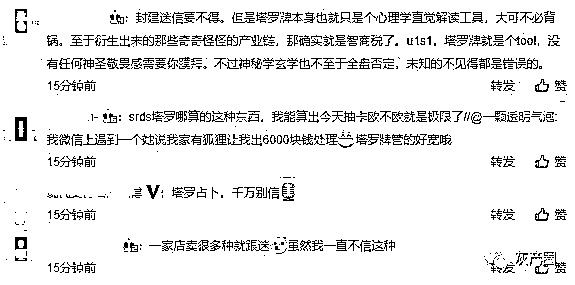 ：封建迷信要不得。但是塔罗牌本身也就只是个心理学直觉解读工具，大可不必背
锅。至于衍生出来的那些奇奇怪怪的产业链，那确实就是智商税了。u1s1，塔罗牌就是个tool，没
有任何神圣敬畏感需要你膜拜。不过神秘学玄学也不至于全盘否定，未知的不见得都是错误的。
15分钟前 转发 赞
：srds塔罗哪算的这种东西，我能算出今天抽卡欧不欧就是极限了//@一颗透明气泡:
我微信上遇到一个她说我家有狐狸让我出6000块钱处理 塔罗牌管的好宽哦
15分钟前 转发 赞
V：塔罗占卜，千万别信
15分钟前 转发 赞
：一家店卖很多种就跟迷 虽然我一直不信这种
15分钟前 转发 赞
灰产圈